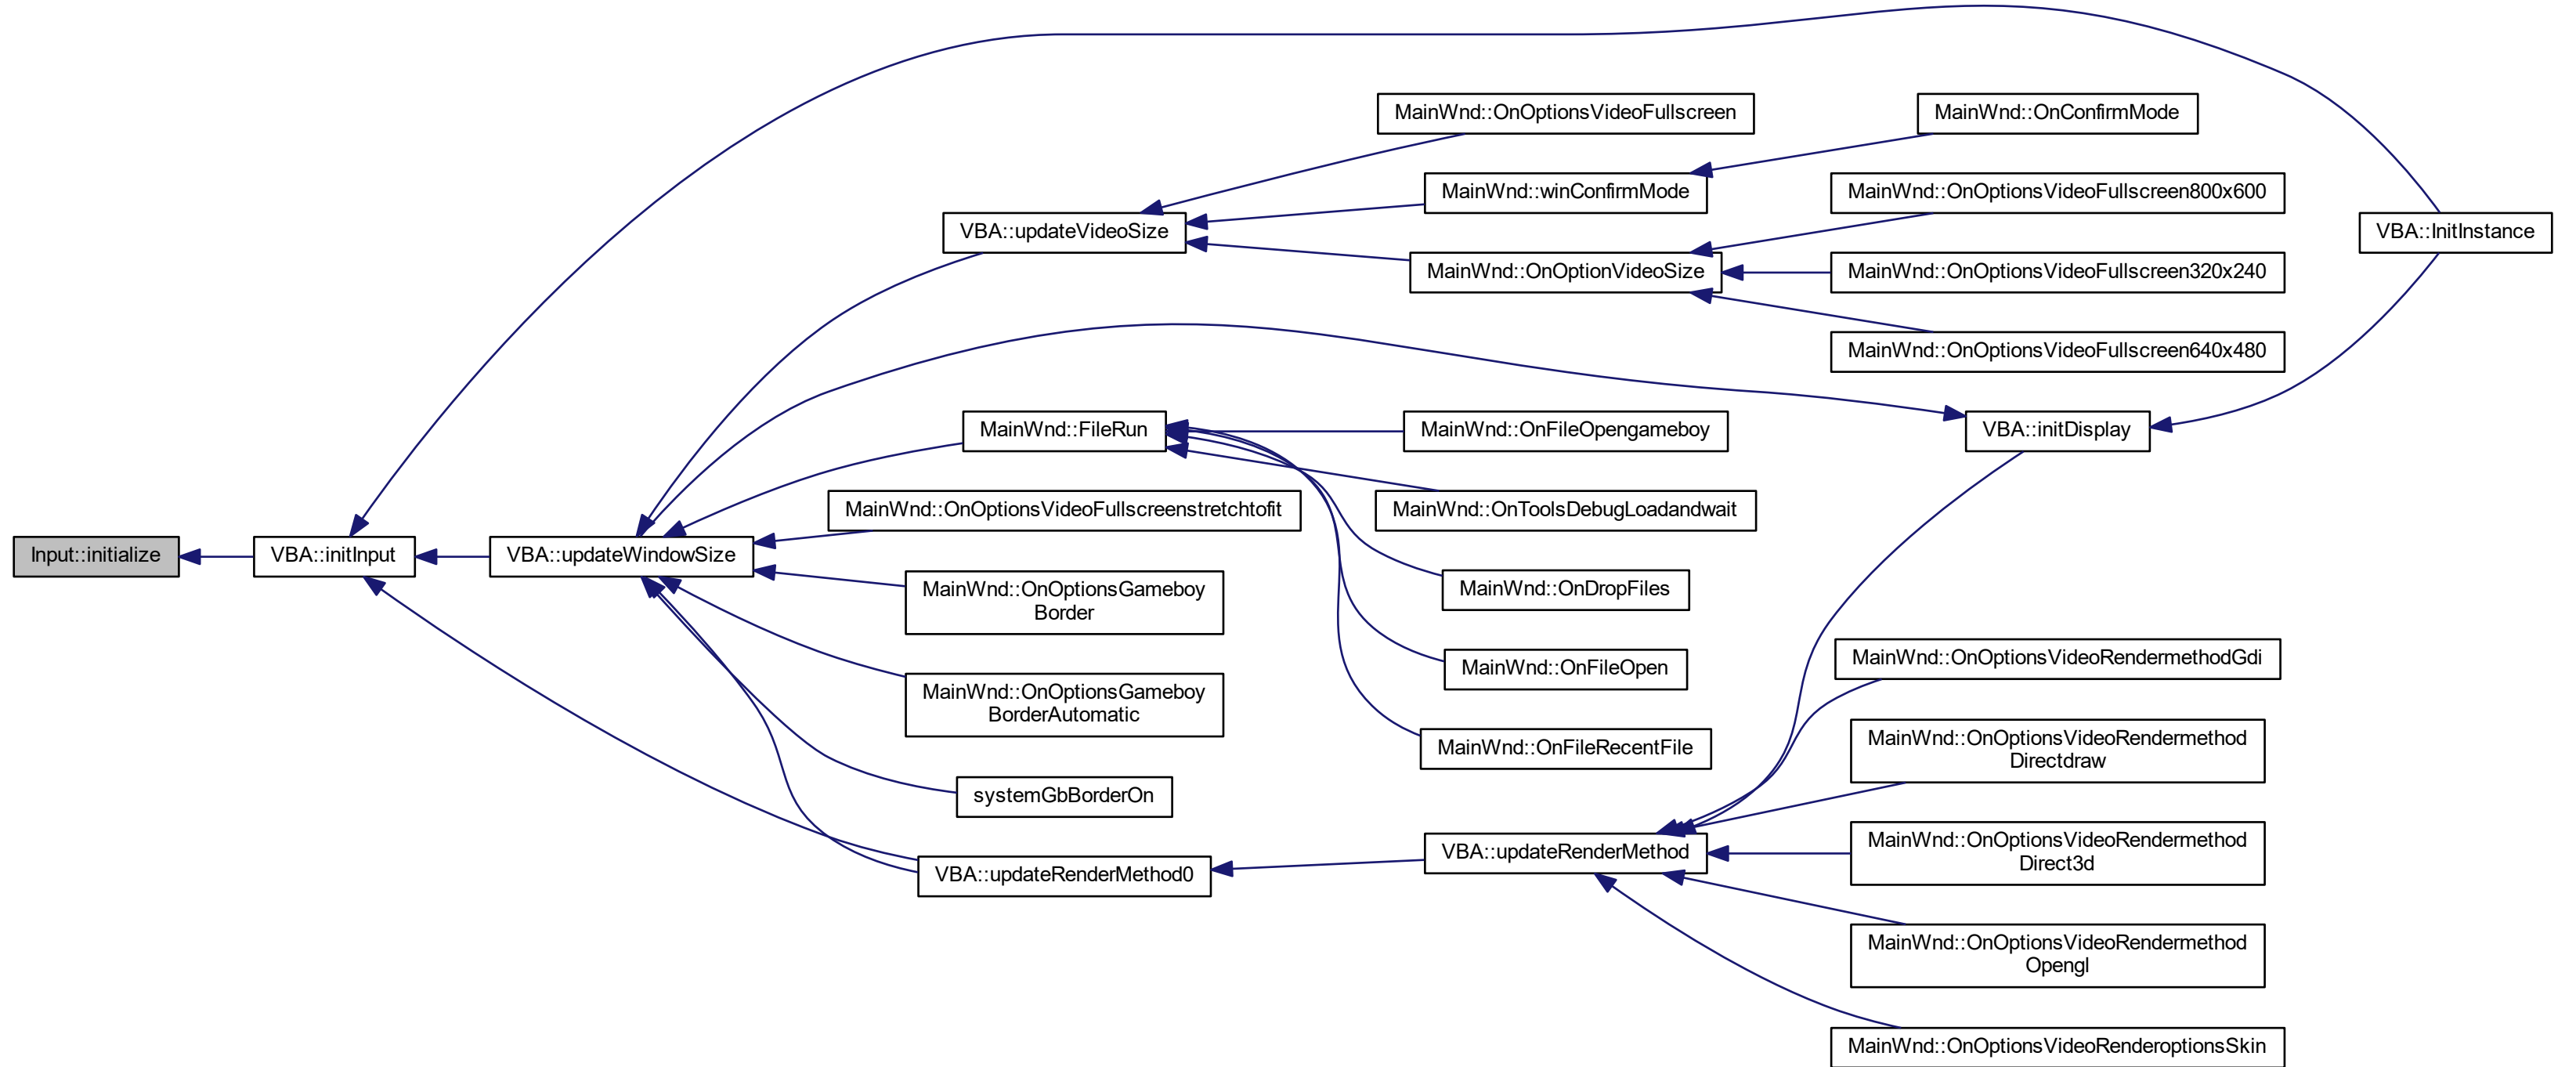 MainWnd::OnOptionsVideoFullscreen
MainWnd::OnConfirmMode
MainWnd::winConfirmMode
MainWnd::OnOptionsVideoFullscreen800x600
VBA::updateVideoSize
VBA::InitInstance
MainWnd::OnOptionVideoSize
MainWnd::OnOptionsVideoFullscreen320x240
MainWnd::OnOptionsVideoFullscreen640x480
MainWnd::FileRun
MainWnd::OnFileOpengameboy
VBA::initDisplay
MainWnd::OnOptionsVideoFullscreenstretchtofit
MainWnd::OnToolsDebugLoadandwait
Input::initialize
VBA::initInput
VBA::updateWindowSize
MainWnd::OnOptionsGameboy
Border
MainWnd::OnDropFiles
MainWnd::OnFileOpen
MainWnd::OnOptionsVideoRendermethodGdi
MainWnd::OnOptionsGameboy
BorderAutomatic
MainWnd::OnFileRecentFile
MainWnd::OnOptionsVideoRendermethod
Directdraw
systemGbBorderOn
VBA::updateRenderMethod0
VBA::updateRenderMethod
MainWnd::OnOptionsVideoRendermethod
Direct3d
MainWnd::OnOptionsVideoRendermethod
Opengl
MainWnd::OnOptionsVideoRenderoptionsSkin